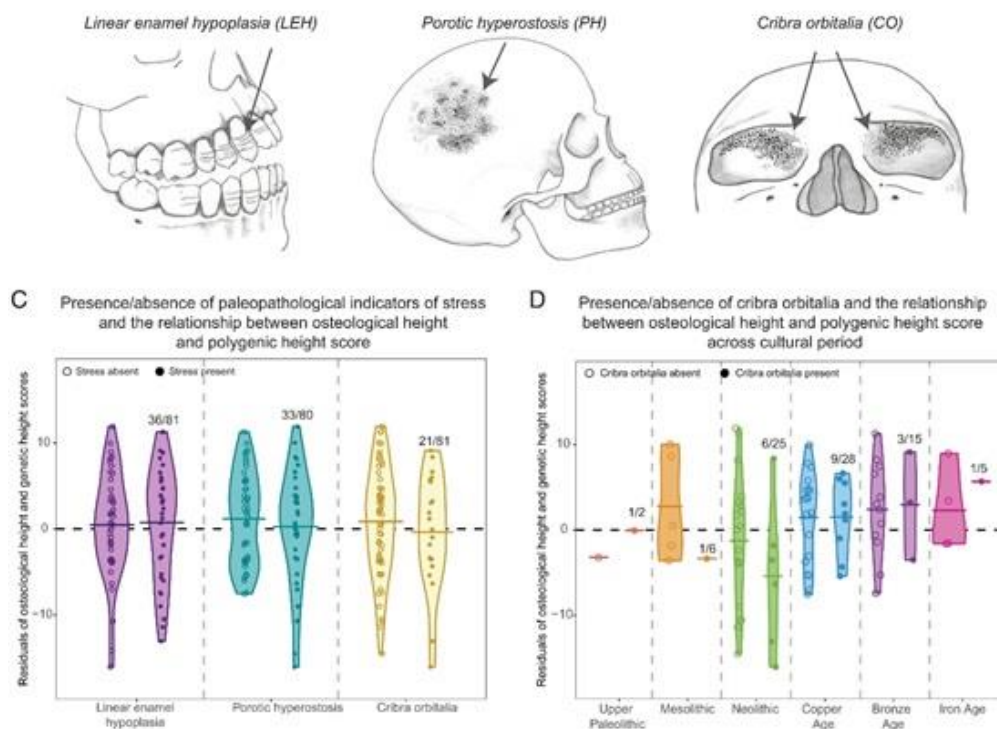 Linear enamel hypoplasia (LEH)
Porotic hyperostosis (PH)
Cribra orbitalia (CO)
C
Presence/absence of paleopathological indicators of stress
and the relationship between osteological height
and polygenic height score
Residuals of osteological height and genetic height scores
Stress absent
Stress present
36/81
33/80
21/81
10
0
−10
Linear enamel
hypoplasia
Porotic hyperostosis
Cribra orbitalia
D
Presence/absence of cribra orbitalia and the relationship
between osteological height and polygenic height score
across cultural period
Residuals of osteological height and genetic height scores
Cribra orbitalia absent
Cribra orbitalia present
1/2
1/6
6/25
9/28
3/15
1/5
10
0
−10
Upper
Paleolithic
Mesolithic
Neolithic
Copper
Age
Bronze
Age
Iron Age